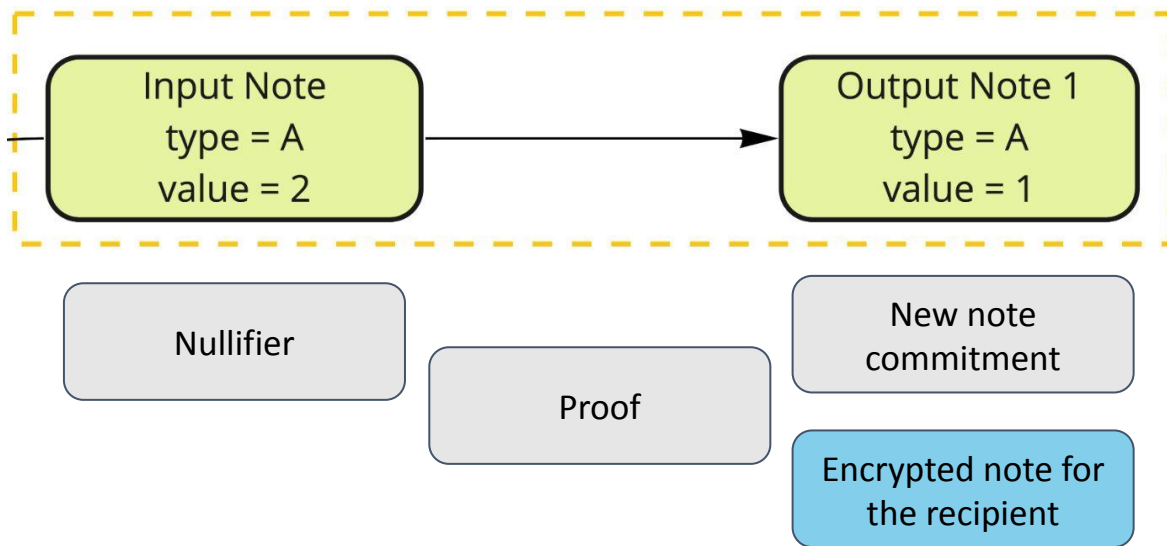 Input Note
type = A
value = 2
Output Note 1
type = A
value = 1
Nullifier
Proof
New note
commitment
Encrypted note for
the recipient